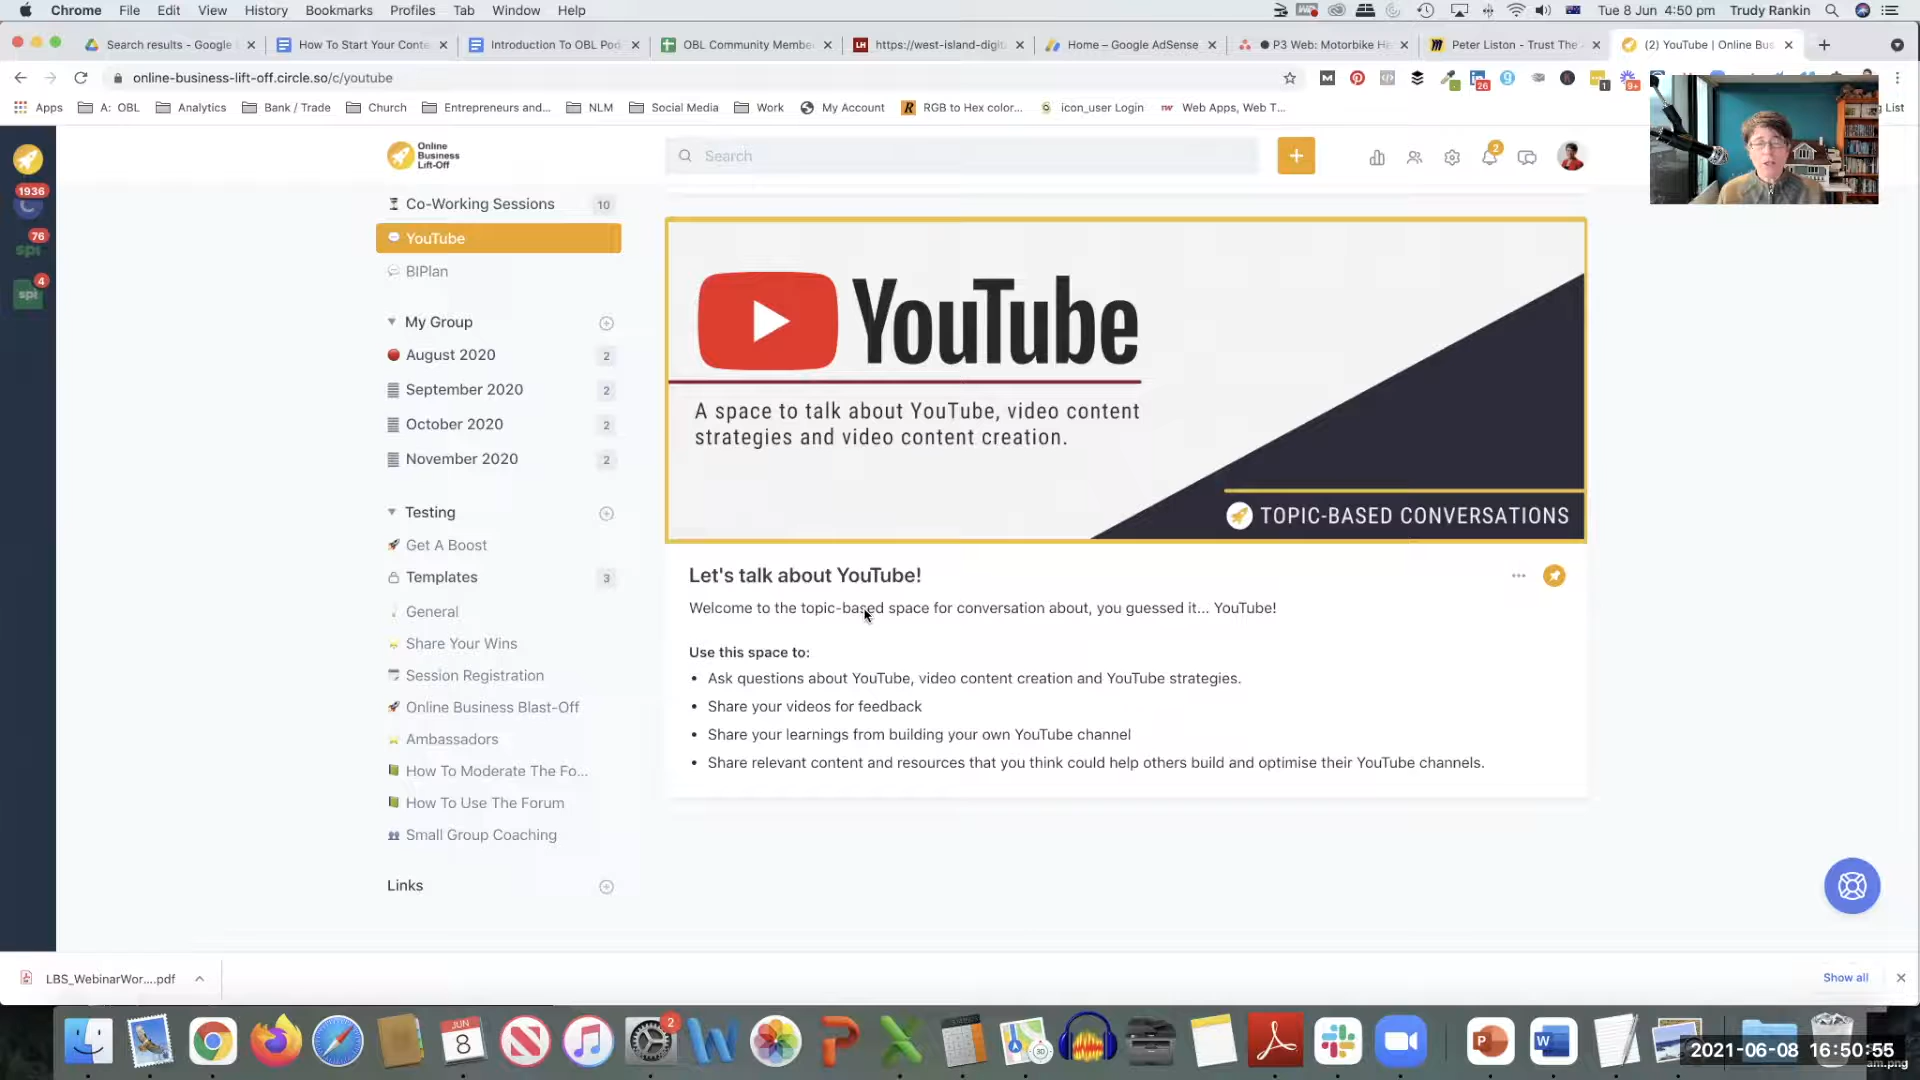 Chrome File Edit View History Bookmarks Profiles Tab Window Help Tue 8 Jun 4:50 pm Trudy Rankin
Search results - Google How To Start Your Conte Introduction To OBL Pod OBL Community Membe https://west-island-digit Home – Google AdSense P3 Web: Motorbike He Peter Liston - Trust The (2) YouTube | Online Bus
online-business-lift-off.circle.so/c/youtube
26
1
9+
Apps A: OBL Analytics Bank / Trade Church Entrepreneurs and... NLM Social Media Work My Account RGB to Hex color... icon_user Login Web Apps, Web T... List
Online
Business
Lift-Off
Search
+
2
1936
76
spi
4
spi
Co-Working Sessions 10
YouTube
BIPlan
My Group
August 2020 2
September 2020 2
October 2020 2
November 2020 2
Testing
Get A Boost
Templates 3
General
Share Your Wins
Session Registration
Online Business Blast-Off
Ambassadors
How To Moderate The Fo...
How To Use The Forum
Small Group Coaching
Links
YouTube
A space to talk about YouTube, video content
strategies and video content creation.
TOPIC-BASED CONVERSATIONS
Let's talk about YouTube!
Welcome to the topic-based space for conversation about, you guessed it... YouTube!
Use this space to:
• Ask questions about YouTube, video content creation and YouTube strategies.
• Share your videos for feedback
• Share your learnings from building your own YouTube channel
• Share relevant content and resources that you think could help others build and optimise their YouTube channels.
LBS_WebinarWor....pdf
Show all
JUN
8
2
2021-06-08 16:50:55
am.png